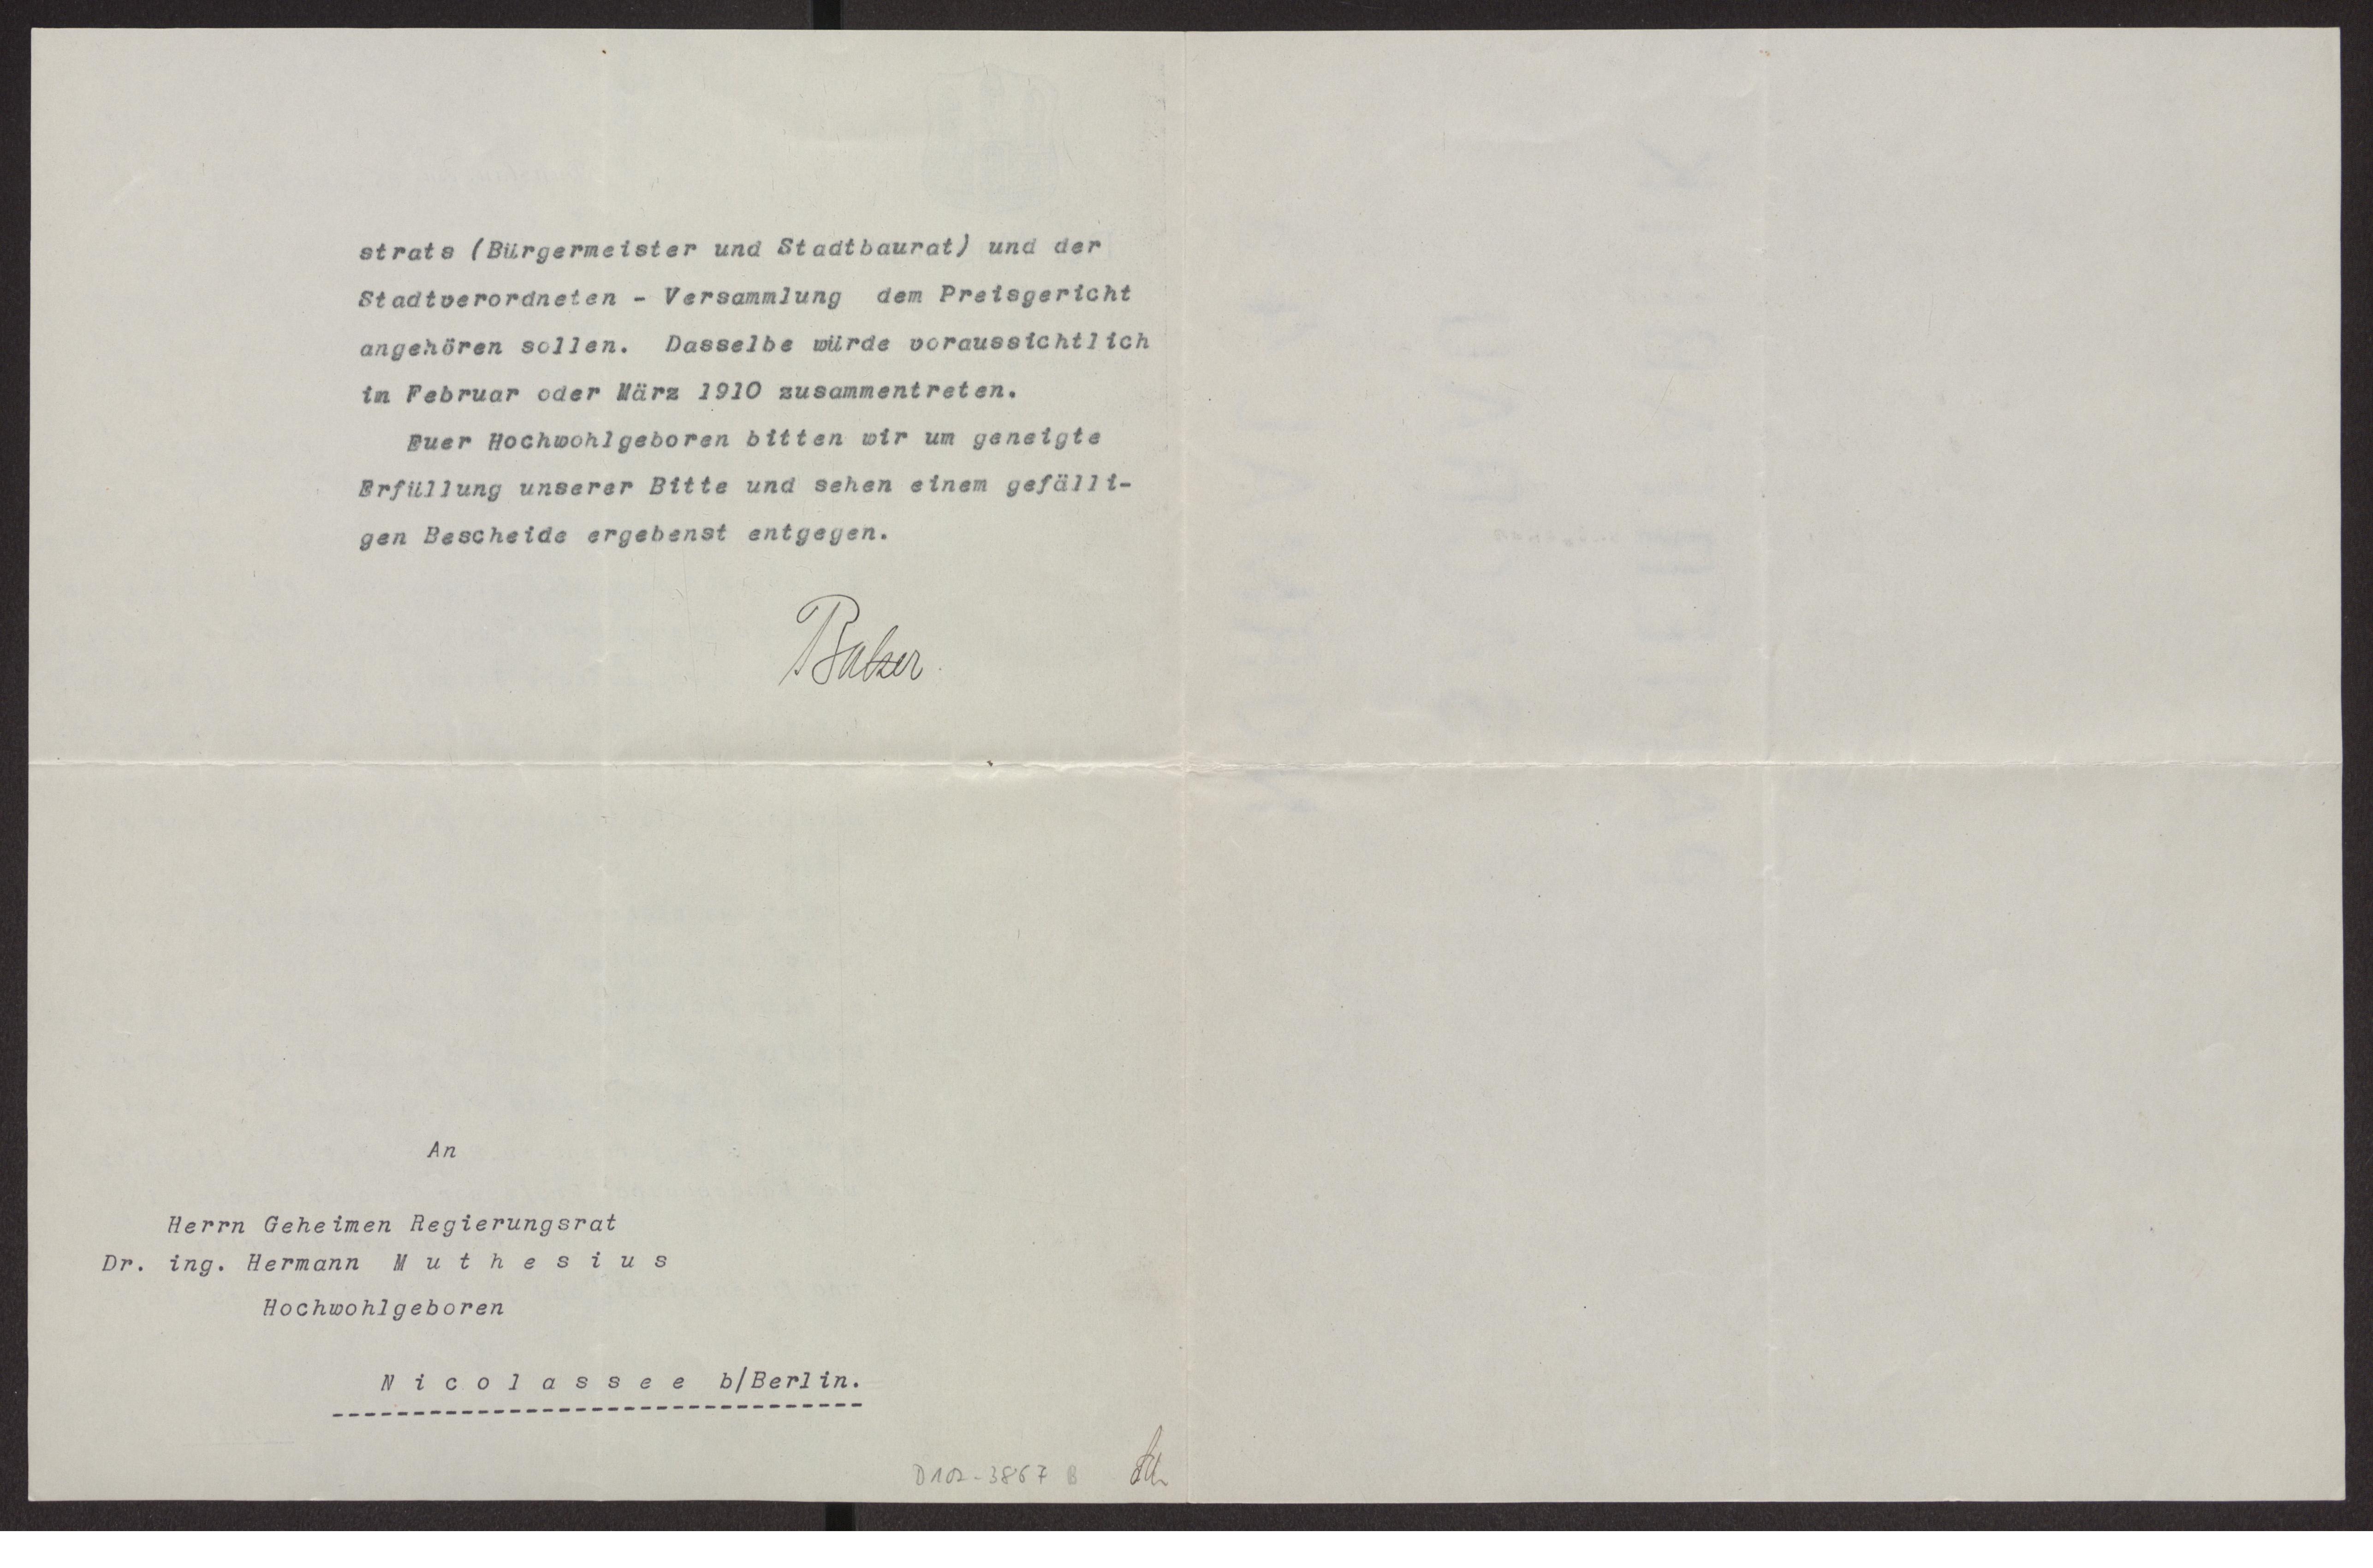 strats (Bürgermeister und Stadtbaurat) und der
Stadtverordneten - Versammlung dem Preisgericht
angehören sollen. Dasselbe würde voraussichtlich
im Februar oder März 1910 zusammentreten.
Euer Hochwohlgeboren bitten wir um geneigte
Erfüllung unserer Bitte und sehen einem gefälli-
gen Bescheide ergebenst entgegen.
Balzer
An
Herrn Geheimen Regierungsrat
Dr. ing. Hermann M u t h e s i u s
Hochwohlgeboren
N i c o l a s s e e b/Berlin.
D102-3867 B